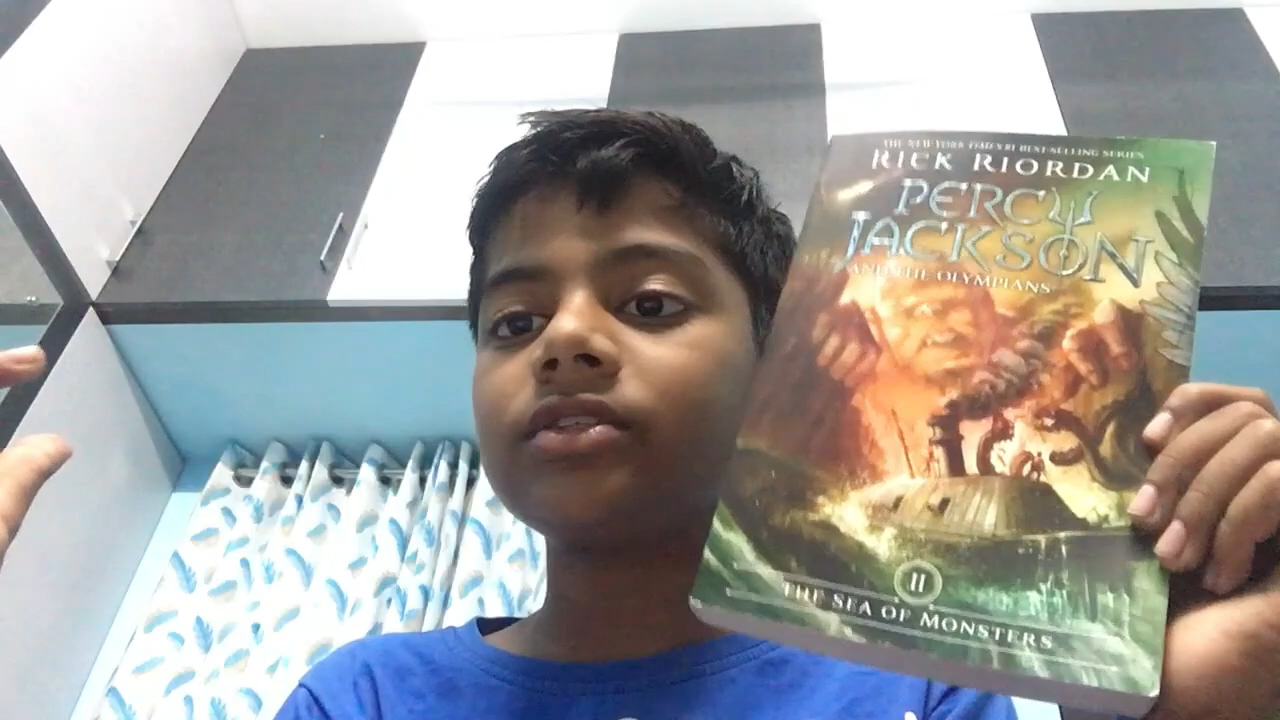 THE NEW YORK TIMES #1 BEST-SELLING SERIES
RICK RIORDAN
PERCY
JACKSON
AND THE OLYMPIANS
II
THE SEA OF MONSTERS